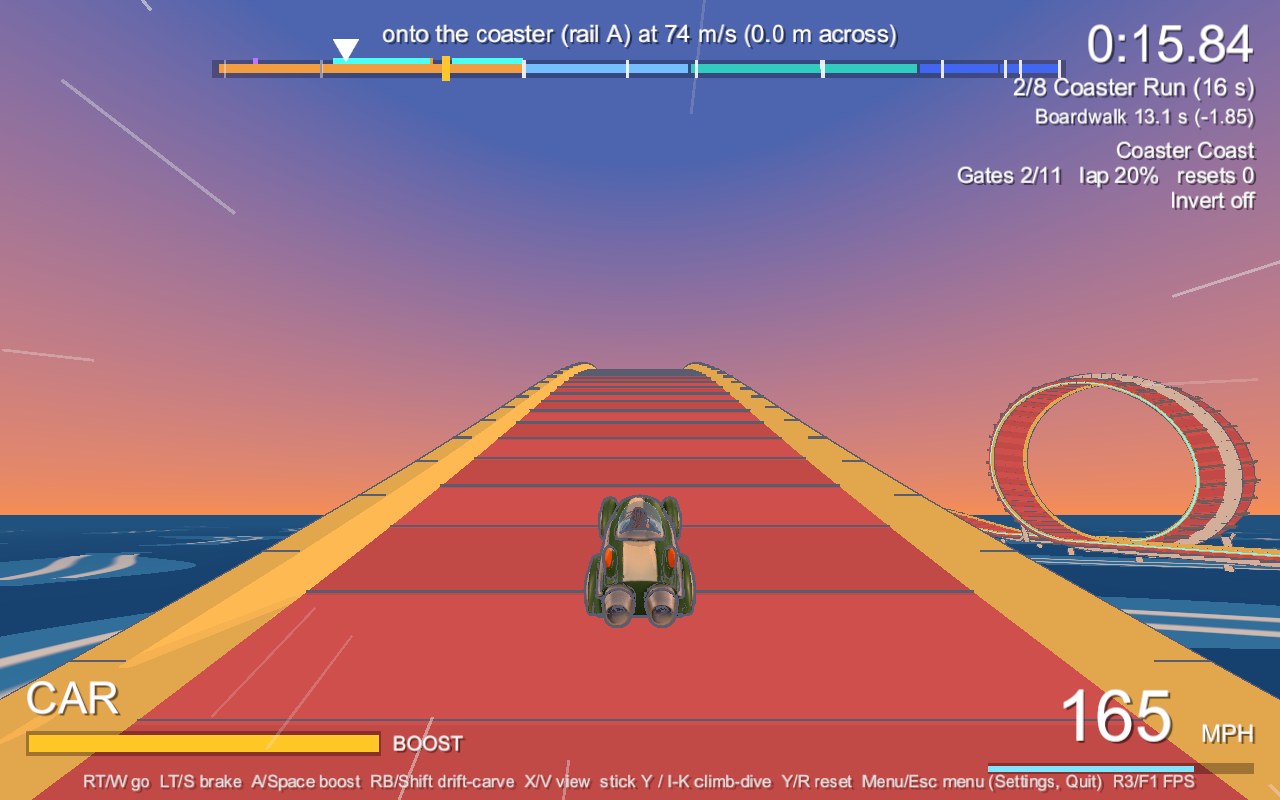 onto the coaster (rail A) at 74 m/s (0.0 m across)
0:15.84
2/8 Coaster Run (16 s)
Boardwalk 13.1 s (-1.85)
Coaster Coast
Gates 2/11 lap 20% resets 0
Invert off
CAR
BOOST
165 MPH
RT/W go LT/S brake A/Space boost RB/Shift drift-carve X/V view stick Y / I-K climb-dive Y/R reset Menu/Esc menu (Settings, Quit) R3/F1 FPS